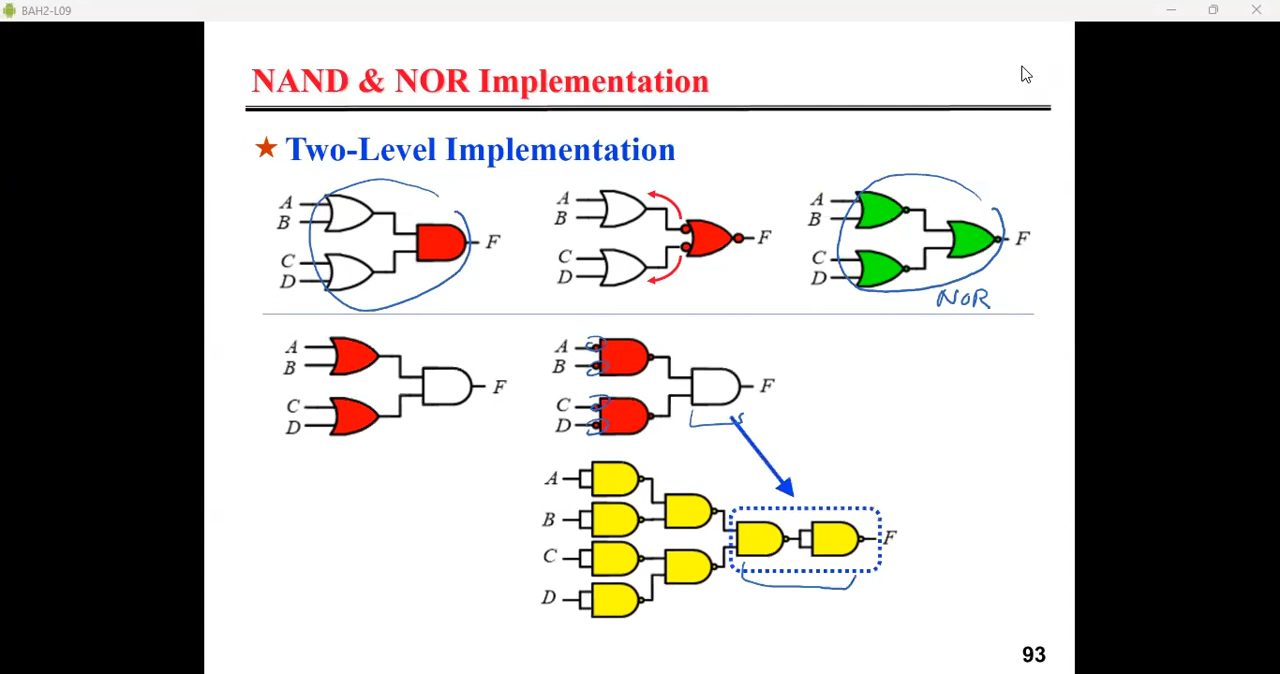 BAH2-L09
NAND & NOR Implementation
★ Two-Level Implementation
A
B
C
D
F
A
B
C
D
F
A
B
C
D
F
NOR
A
B
C
D
F
A
B
C
D
F
A
B
C
D
F
93